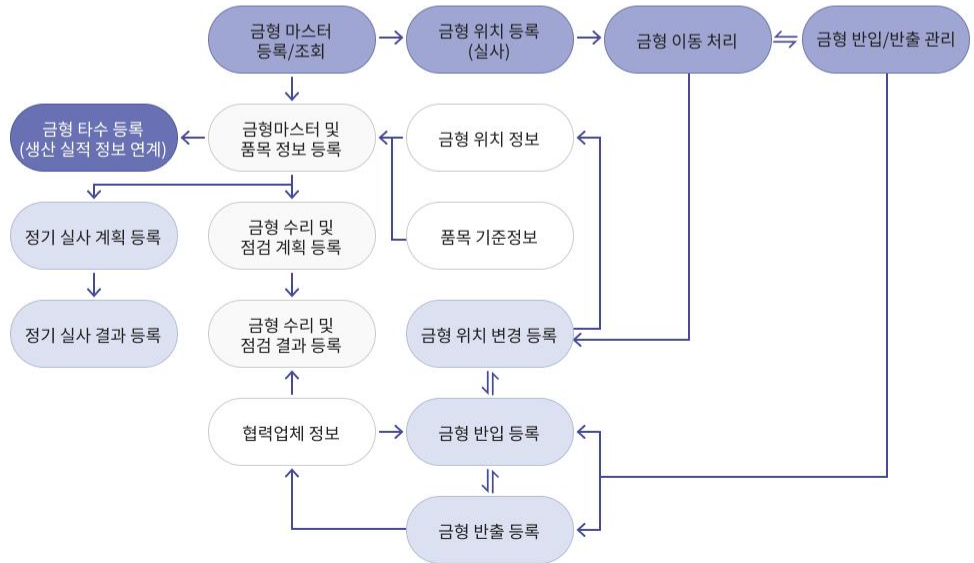 금형 마스터
등록/조회
금형 위치 등록
(실사)
금형 이동 처리
금형 반입/반출 관리
금형 타수 등록
(생산 실적 정보 연계)
금형마스터 및
품목 정보 등록
금형 위치 정보
정기 실사 계획 등록
금형 수리 및
점검 계획 등록
품목 기준정보
정기 실사 결과 등록
금형 수리 및
점검 결과 등록
금형 위치 변경 등록
협력업체 정보
금형 반입 등록
금형 반출 등록